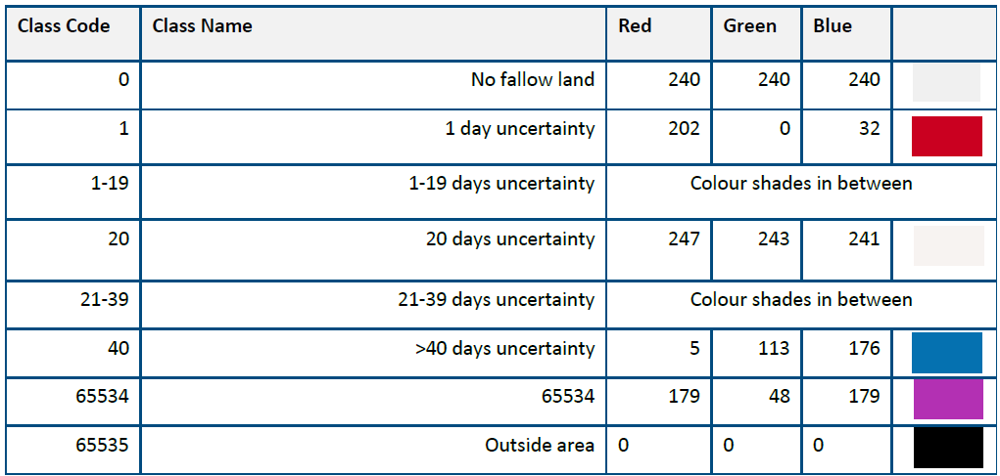 Class Code Class Name Red Green Blue
0 No fallow land 240 240 240
1 1 day uncertainty 202 0 32
1-19 1-19 days uncertainty Colour shades in between
20 20 days uncertainty 247 243 241
21-39 21-39 days uncertainty Colour shades in between
40 >40 days uncertainty 5 113 176
65534 65534 179 48 179
65535 Outside area 0 0 0